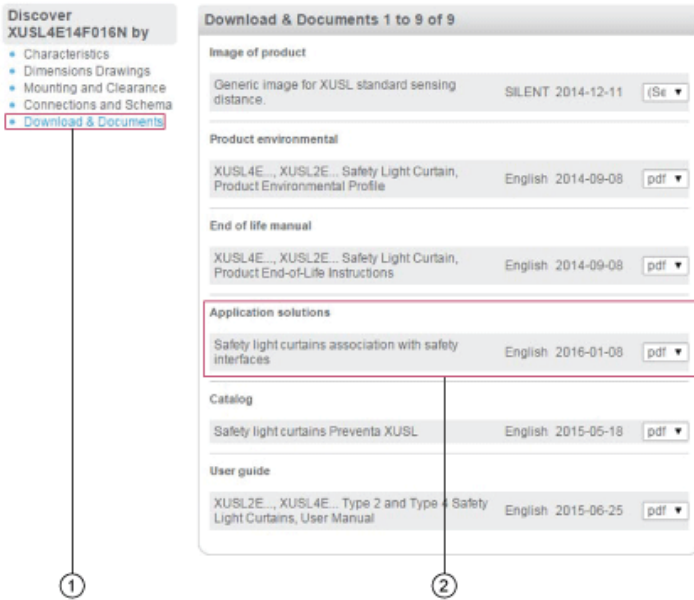 Discover
XUSL4E14F016N by
Characteristics
Dimensions Drawings
Mounting and Clearance
Connections and Schema
Download & Documents
Download & Documents 1 to 9 of 9
Image of product
Generic image for XUSL standard sensing
distance.
SILENT 2014-12-11 (Se
Product environmental
XUSL4E..., XUSL2E... Safety Light Curtain,
Product Environmental Profile
English 2014-09-08 pdf
End of life manual
XUSL4E..., XUSL2E... Safety Light Curtain,
Product End-of-Life Instructions
English 2014-09-08 pdf
Application solutions
Safety light curtains association with safety
interfaces
English 2016-01-08 pdf
Catalog
Safety light curtains Preventa XUSL English 2015-05-18 pdf
User guide
XUSL2E..., XUSL4E... Type 2 and Type 4 Safety
Light Curtains, User Manual
English 2015-06-25 pdf
1
2